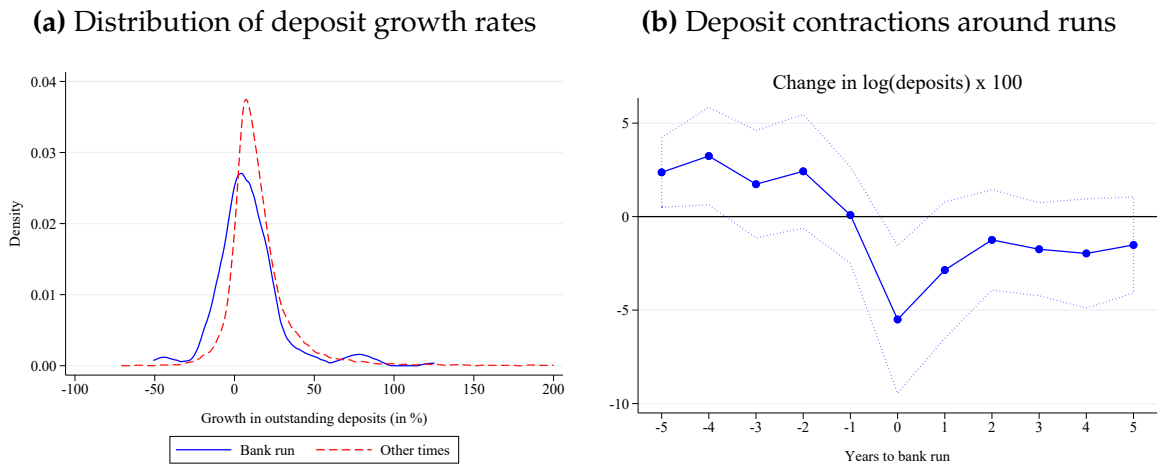 (a) Distribution of deposit growth rates
0.04
0.03
0.02
0.01
0.00
Density
-100 -50 0 50 100 150 200
Growth in outstanding deposits (in %)
Bank run Other times
(b) Deposit contractions around runs
Change in log(deposits) x 100
5
0
-5
-10
-5 -4 -3 -2 -1 0 1 2 3 4 5
Years to bank run